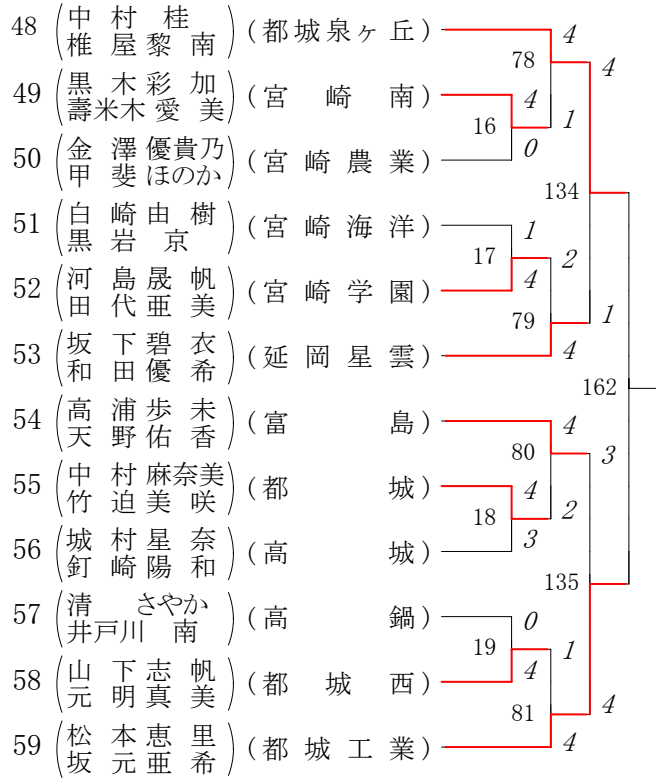 48 (中村 桂 椎屋黎南) (都城泉ヶ丘) 4
78 4
49 (黒木彩加 壽米木愛美) (宮崎南) 4 1
16
50 (金澤優貴乃 甲斐ほのか) (宮崎農業) 0
134
51 (白崎由樹 黒岩 京) (宮崎海洋) 1
17 2
52 (河島晟帆 田代亜美) (宮崎学園) 4
79 1
53 (坂下碧衣 和田優希) (延岡星雲) 4
162
54 (高浦歩未 天野佑香) (富島) 4
80 3
55 (中村麻奈美 竹迫美咲) (都城) 4
18 2
56 (城村星奈 釘崎陽和) (高城) 3
135
57 (清 さやか 井戸川 南) (高鍋) 0
19 1
58 (山下志帆 元明真美) (都城西) 4
81 4
59 (松本恵里 坂元亜希) (都城工業) 4